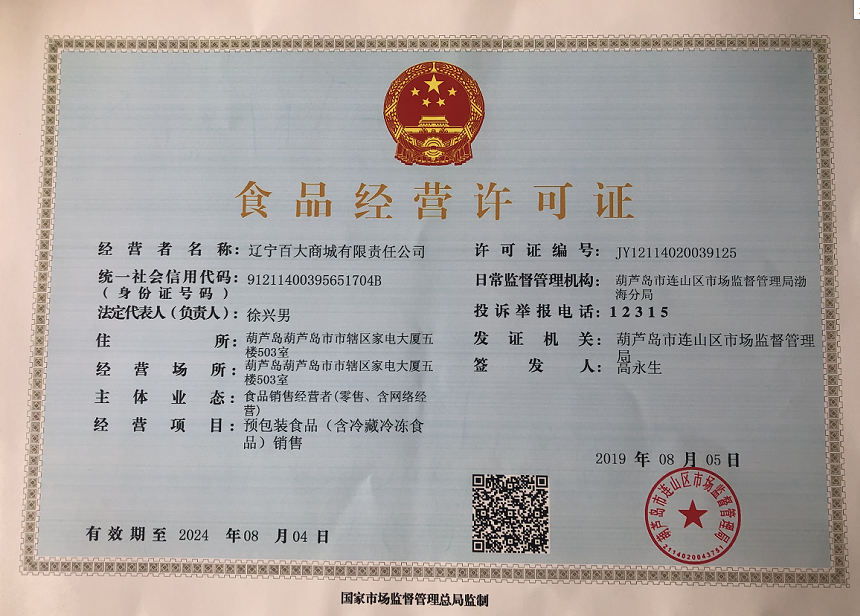 食品经营许可证
经营者名称：辽宁百大商城有限责任公司
统一社会信用代码：91211400395651704B
（身份证号码）
法定代表人（负责人）：徐兴男
住所：葫芦岛葫芦岛市市辖区家电大厦五
楼503室
经营场所：葫芦岛葫芦岛市市辖区家电大厦五
楼503室
主体业态：食品销售经营者(零售、含网络经
营)
经营项目：预包装食品（含冷藏冷冻食
品）销售
有效期至 2024 年08 月04 日
许可证编号：JY12114020039125
日常监督管理机构：葫芦岛市连山区市场监督管理局渤
海分局
投诉举报电话：12315
发证机关：葫芦岛市连山区市场监督管理
局
签发人：高永生
2019 年 08 月 05 日
葫芦岛市连山区市场监督管理局
2114020043751
国家市场监督管理总局监制